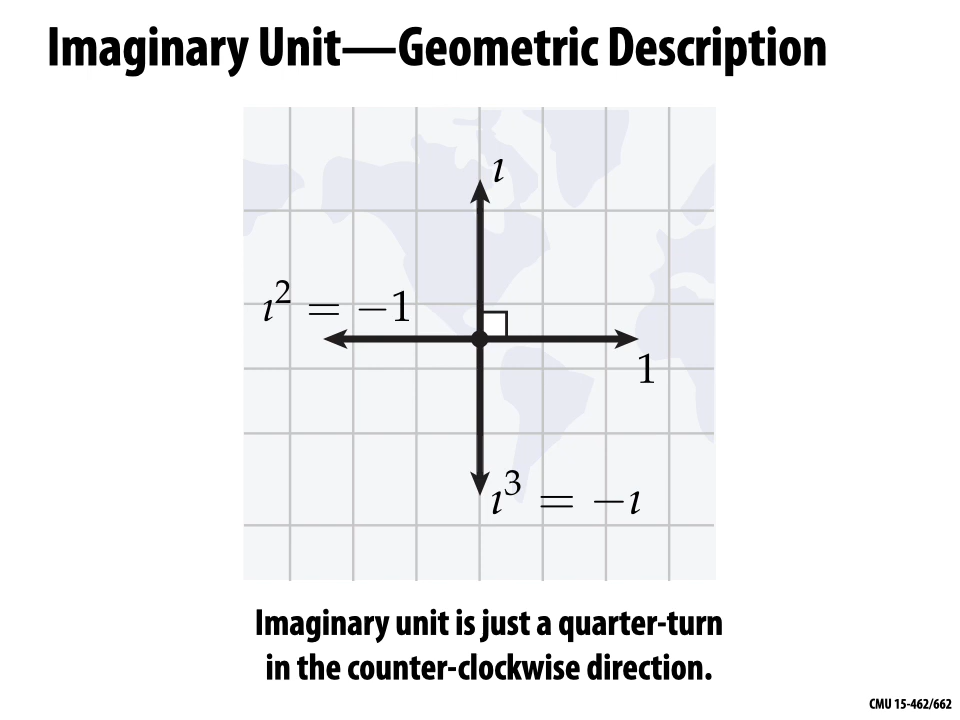 Imaginary Unit—Geometric Description
ı
ı² = −1
1
ı³ = −ı
Imaginary unit is just a quarter-turn
in the counter-clockwise direction.
CMU 15-462/662